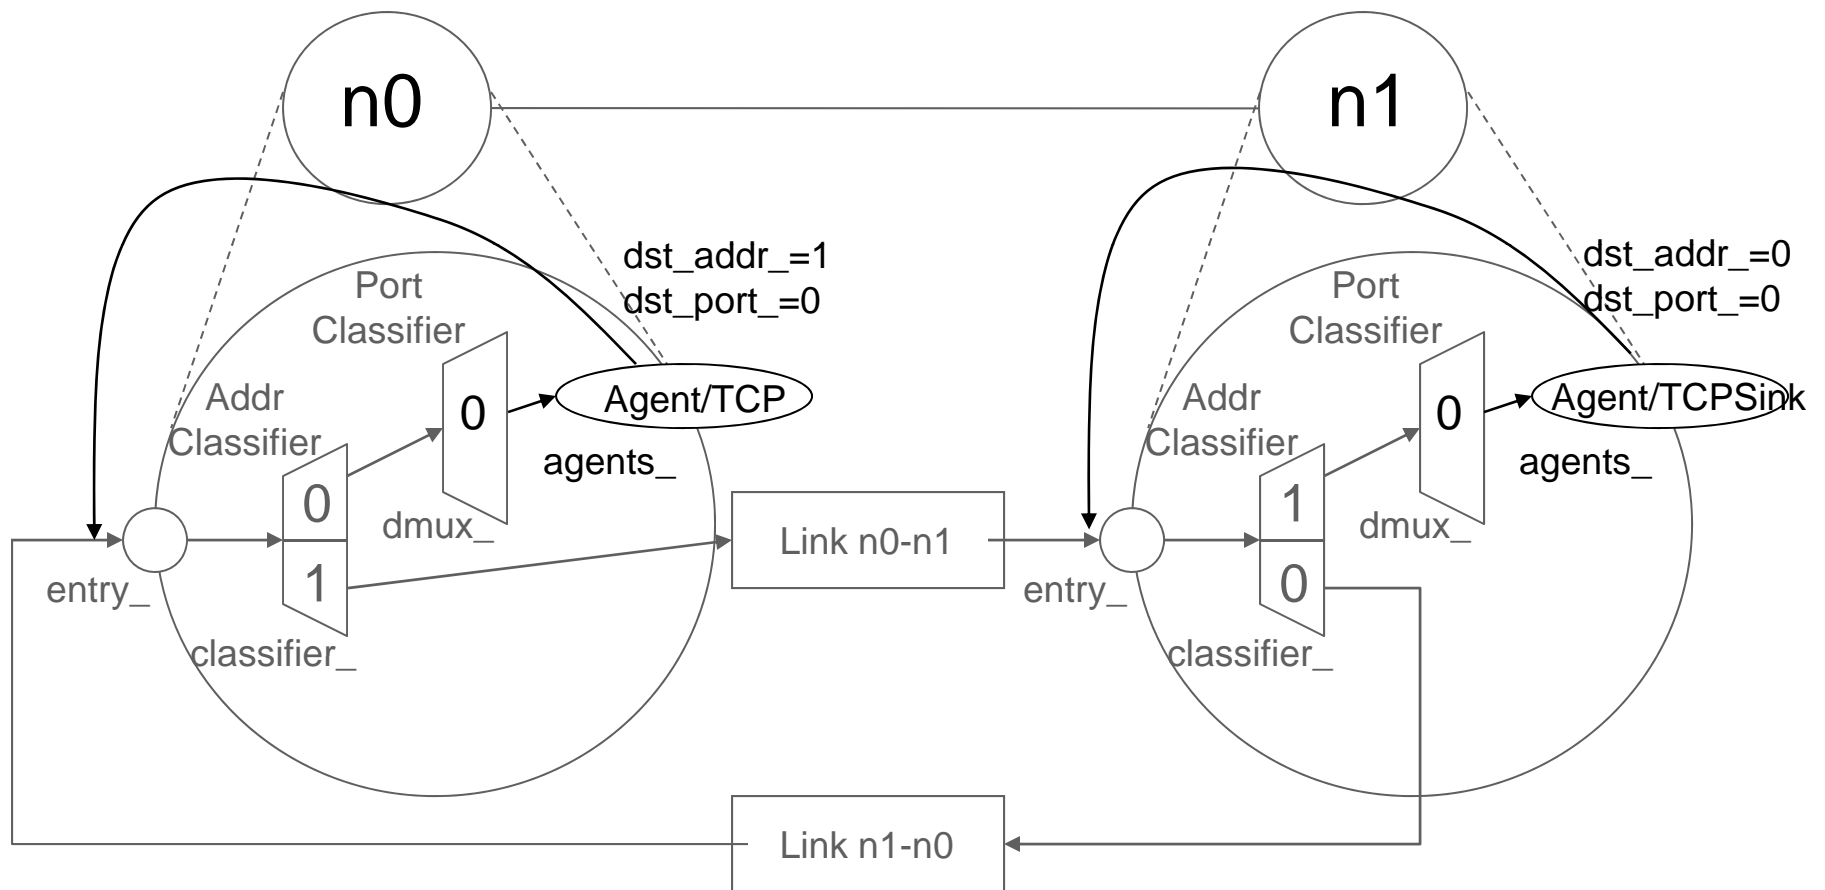 n0
n1
dst_addr_=1
dst_port_=0
dst_addr_=0
dst_port_=0
Port
Classifier
Port
Classifier
Addr
Classifier
0
Agent/TCP
Addr
Classifier
0
Agent/TCPSink
agents_
agents_
0
1
dmux_
entry_
classifier_
Link n0-n1
1
0
dmux_
entry_
classifier_
Link n1-n0